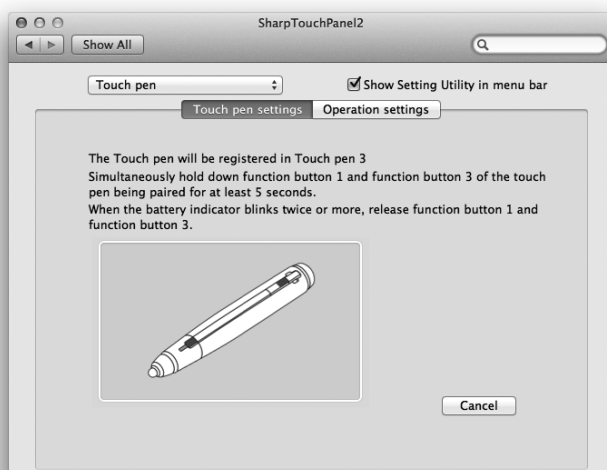 SharpTouchPanel2
Show All
Touch pen
Show Setting Utility in menu bar
Touch pen settings
Operation settings
The Touch pen will be registered in Touch pen 3
Simultaneously hold down function button 1 and function button 3 of the touch
pen being paired for at least 5 seconds.
When the battery indicator blinks twice or more, release function button 1 and
function button 3.
Cancel